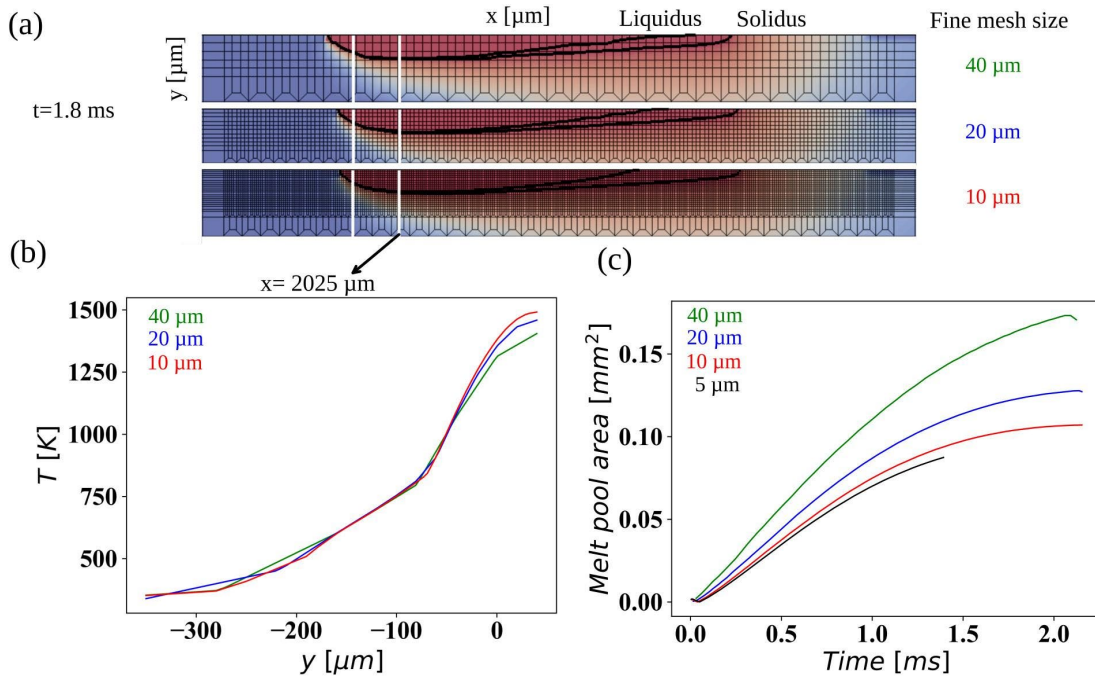 (a)
x [µm]
Liquidus
Solidus
Fine mesh size
y [µm]
t=1.8 ms
40 µm
20 µm
10 µm
(b)
x= 2025 µm
40 µm
20 µm
10 µm
1500
1250
1000
750
500
T [K]
−300
−200
−100
0
y [µm]
(c)
40 µm
20 µm
10 µm
5 µm
0.15
0.10
0.05
0.00
Melt pool area [mm²]
0.0
0.5
1.0
1.5
2.0
Time [ms]